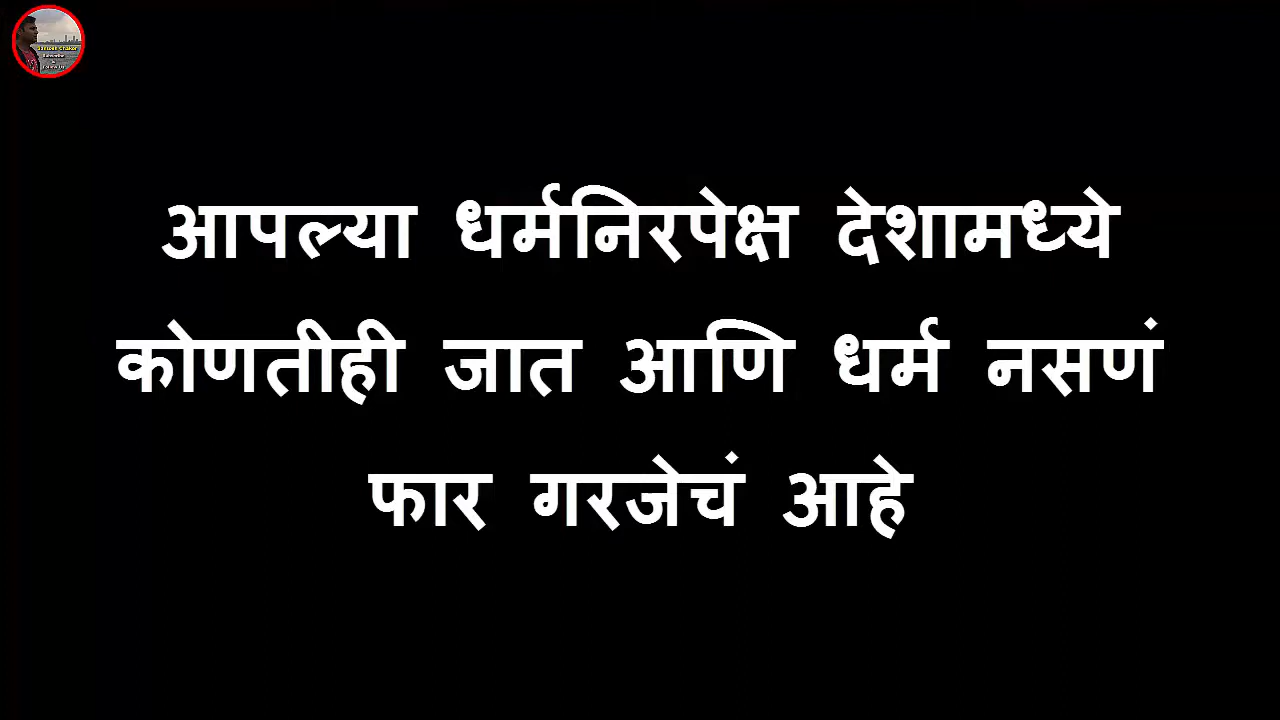 आपल्या धर्मनिरपेक्ष देशामध्ये
कोणतीही जात आणि धर्म नसणं
फार गरजेचं आहे